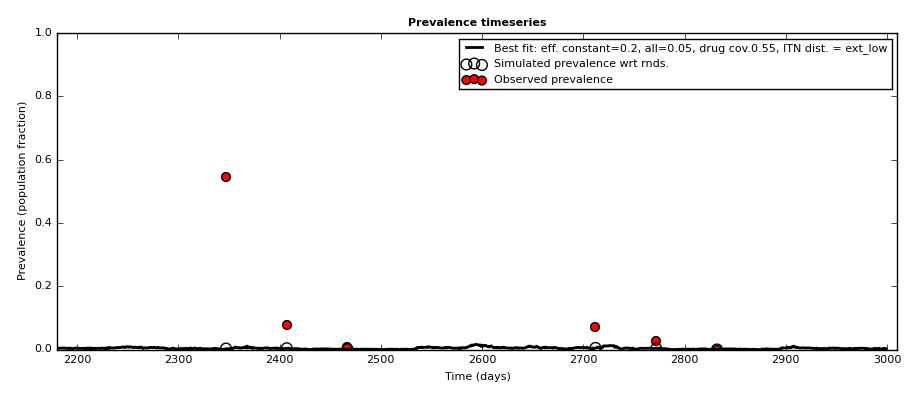 Prevalence timeseries
1.0
0.8
0.6
0.4
0.2
0.0
Prevalence (population fraction)
Best fit: eff. constant=0.2, all=0.05, drug cov.0.55, ITN dist. = ext_low
Simulated prevalence wrt rnds.
Observed prevalence
2200 2300 2400 2500 2600 2700 2800 2900 3000
Time (days)